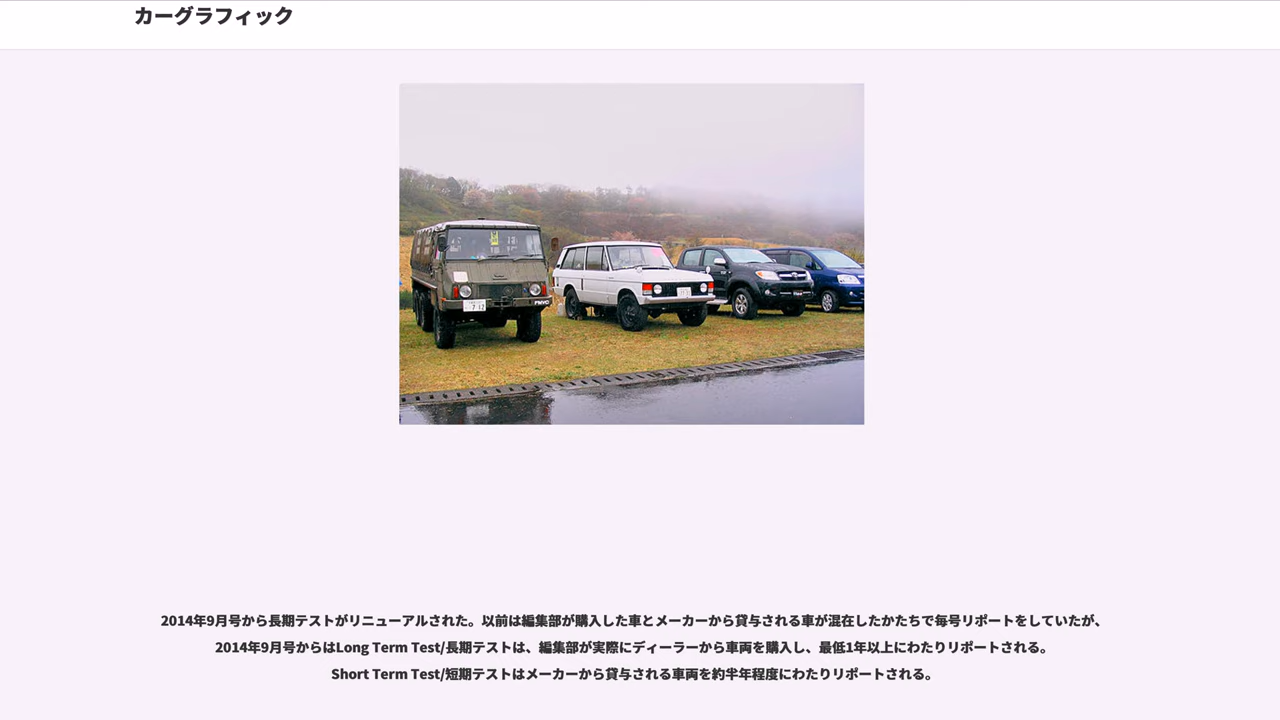 カーグラフィック
7 12
PMVC
2014年9月号から長期テストがリニューアルされた。以前は編集部が購入した車とメーカーから貸与される車が混在したかたちで毎号リポートをしていたが、
2014年9月号からはLong Term Test/長期テストは、編集部が実際にディーラーから車両を購入し、最低1年以上にわたりリポートされる。
Short Term Test/短期テストはメーカーから貸与される車両を約半年程度にわたりリポートされる。